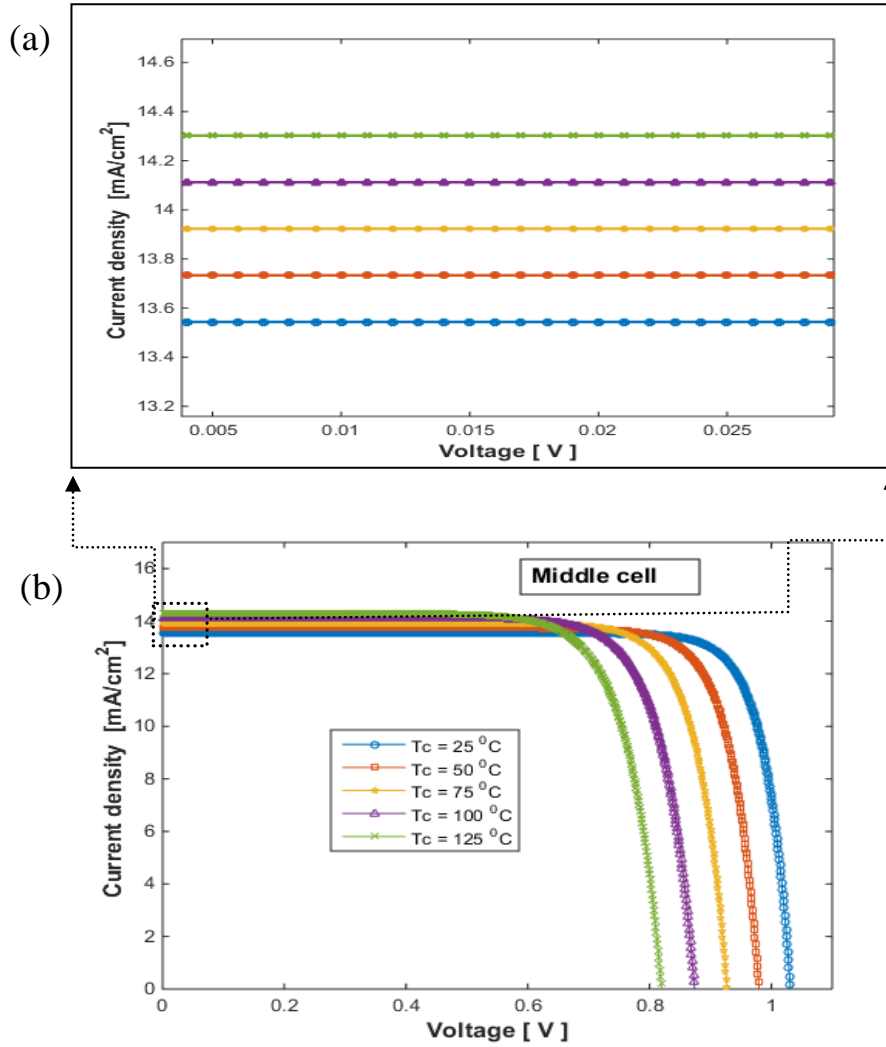 (a)
14.6
14.4
14.2
14
13.8
13.6
13.4
13.2
Current density [mA/cm²]
0.005 0.01 0.015 0.02 0.025
Voltage [ V ]
(b)
Middle cell
16
14
12
10
8
6
4
2
0
Current density [mA/cm²]
Tc = 25 ⁰C
Tc = 50 ⁰C
Tc = 75 ⁰C
Tc = 100 ⁰C
Tc = 125 ⁰C
0 0.2 0.4 0.6 0.8 1
Voltage [ V ]